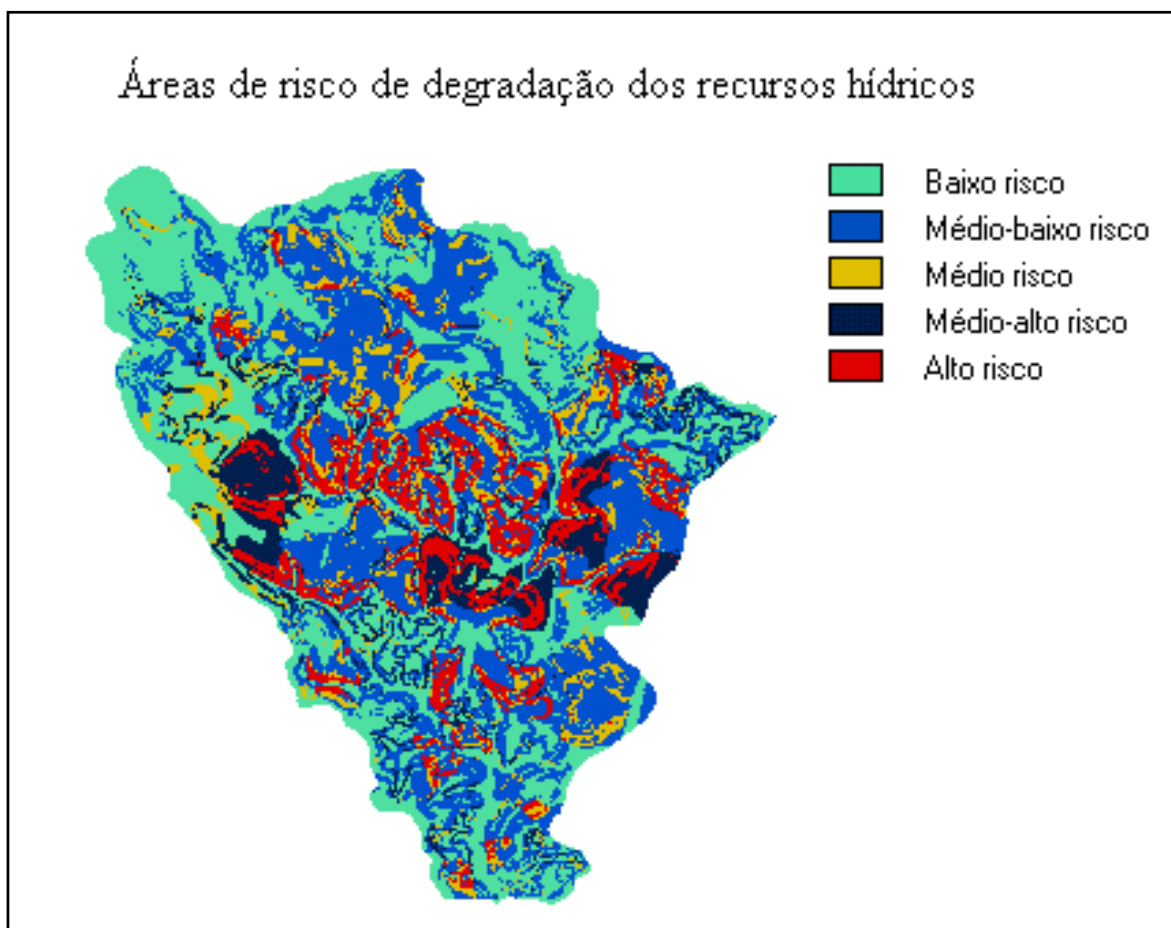 Áreas de risco de degradação dos recursos hídricos
Baixo risco
Médio-baixo risco
Médio risco
Médio-alto risco
Alto risco